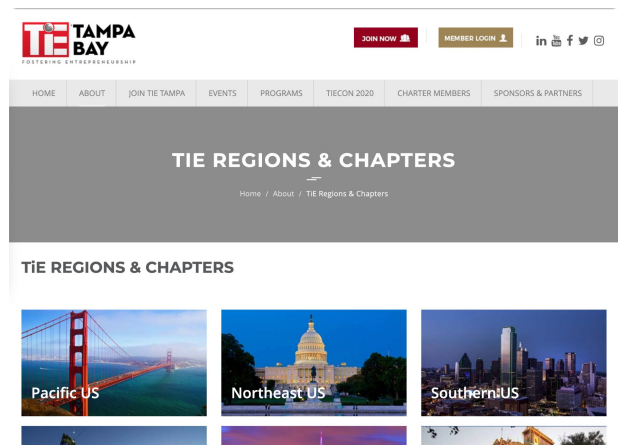 TiE TAMPA
BAY
FOSTERING ENTREPRENEURSHIP
JOIN NOW
MEMBER LOGIN
HOME ABOUT JOIN TIE TAMPA EVENTS PROGRAMS TIECON 2020 CHARTER MEMBERS SPONSORS & PARTNERS
TIE REGIONS & CHAPTERS
Home / About / TiE Regions & Chapters
TiE REGIONS & CHAPTERS
Pacific US Northeast US Southern US